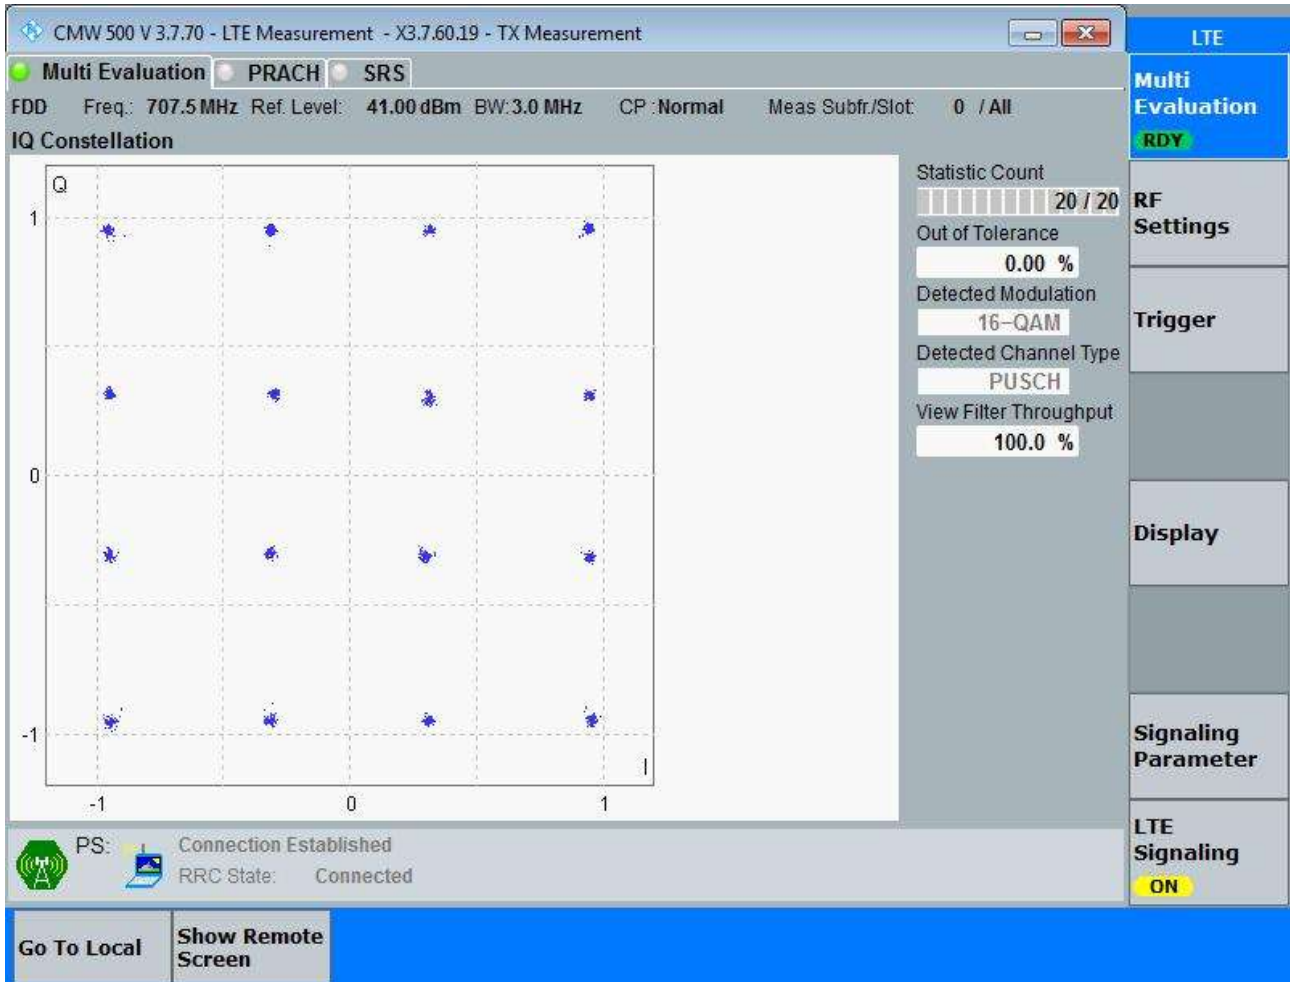 CMW 500 V 3.7.70 - LTE Measurement - X3.7.60.19 - TX Measurement
LTE
Multi Evaluation PRACH SRS
FDD Freq.: 707.5 MHz Ref. Level: 41.00 dBm BW: 3.0 MHz CP : Normal Meas Subfr./Slot: 0 / All
IQ Constellation
Q
1
0
-1
I
-1 0 1
Statistic Count
20 / 20
Out of Tolerance
0.00 %
Detected Modulation
16-QAM
Detected Channel Type
PUSCH
View Filter Throughput
100.0 %
Multi
Evaluation
RDY
RF
Settings
Trigger
Display
Signaling
Parameter
LTE
Signaling
ON
PS: Connection Established
RRC State: Connected
Go To Local
Show Remote
Screen